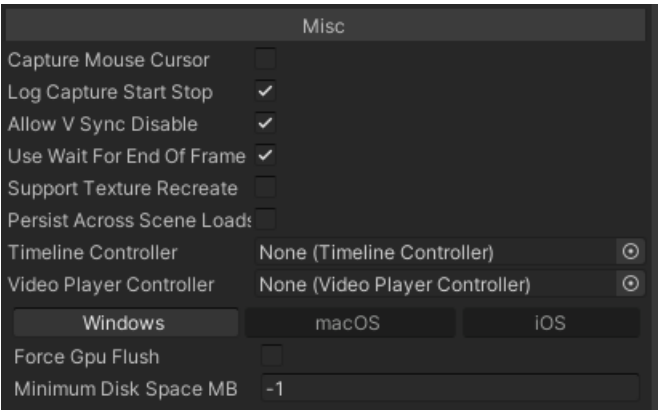 Misc
Capture Mouse Cursor
Log Capture Start Stop
Allow V Sync Disable
Use Wait For End Of Frame
Support Texture Recreate
Persist Across Scene Loads
Timeline Controller None (Timeline Controller)
Video Player Controller None (Video Player Controller)
Windows macOS iOS
Force Gpu Flush
Minimum Disk Space MB -1